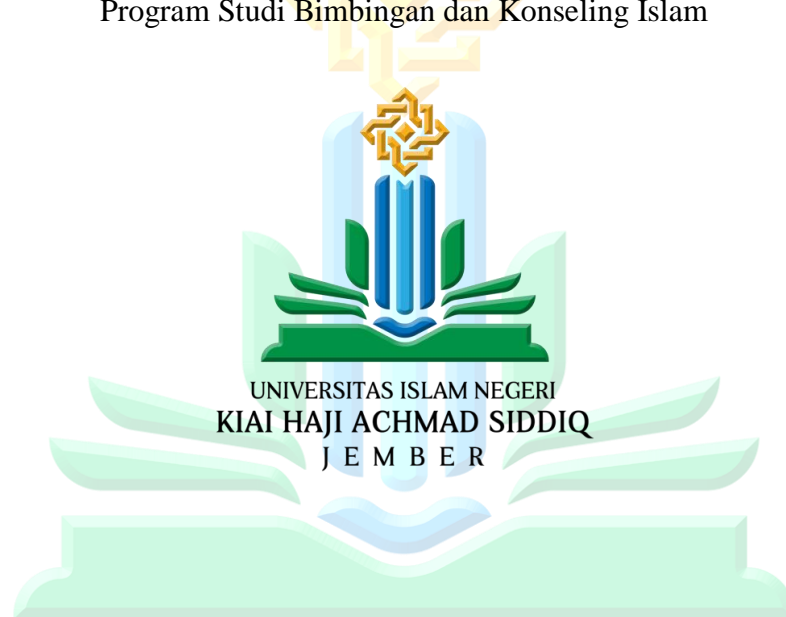 Program Studi Bimbingan dan Konseling Islam
UNIVERSITAS ISLAM NEGERI
KIAI HAJI ACHMAD SIDDIQ
J E M B E R